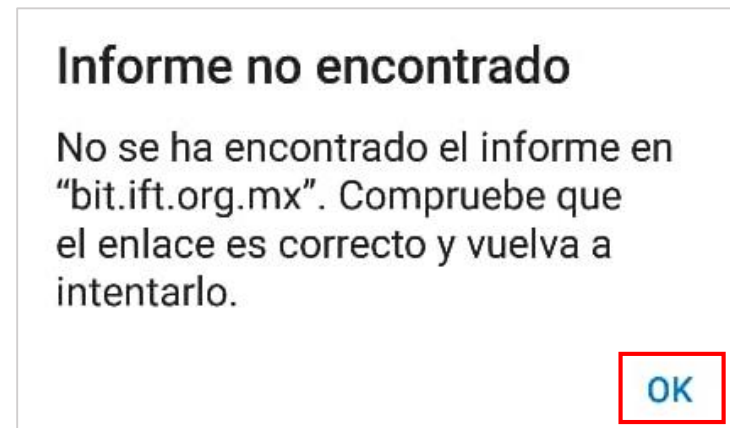 Informe no encontrado
No se ha encontrado el informe en
“bit.ift.org.mx”. Compruebe que
el enlace es correcto y vuelva a
intentarlo.
OK